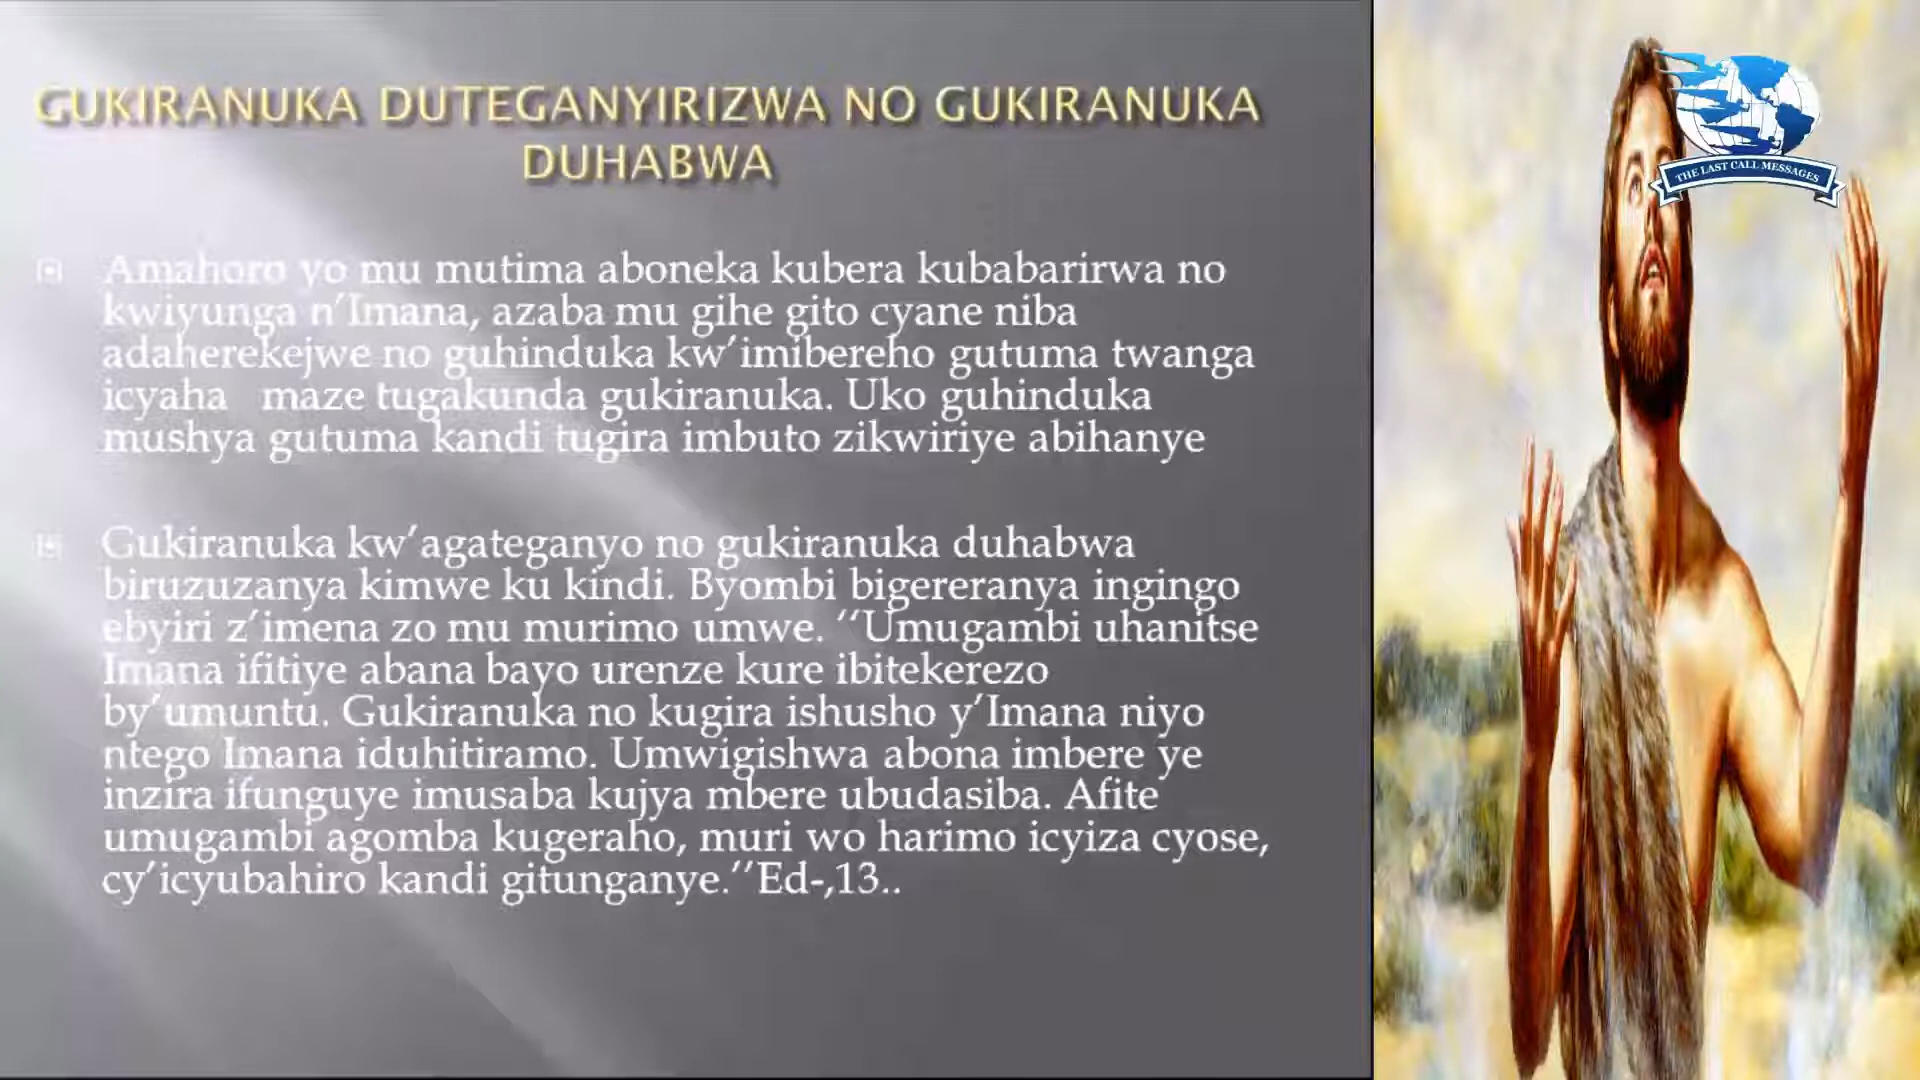 GUKIRANUKA DUTEGANYIRIZWA NO GUKIRANUKA
DUHABWA
Amahoro yo mu mutima aboneka kubera kubabarirwa no
kwiyunga n’Imana, azaba mu gihe gito cyane niba
adaherekejwe no guhinduka kw’imibereho gutuma twanga
icyaha maze tugakunda gukiranuka. Uko guhinduka
mushya gutuma kandi tugira imbuto zikwiriye abihanye
Gukiranuka kw’agateganyo no gukiranuka duhabwa
biruzuzanya kimwe ku kindi. Byombi bigereranya ingingo
ebyiri z’imena zo mu murimo umwe. ‘‘Umugambi uhanitse
Imana ifitiye abana bayo urenze kure ibitekerezo
by’umuntu. Gukiranuka no kugira ishusho y’Imana niyo
ntego Imana iduhitiramo. Umwigishwa abona imbere ye
inzira ifunguye imusaba kujya mbere ubudasiba. Afite
umugambi agomba kugeraho, muri wo harimo icyiza cyose,
cy’icyubahiro kandi gitunganye.’’Ed-,13..
THE LAST CALL MESSAGES